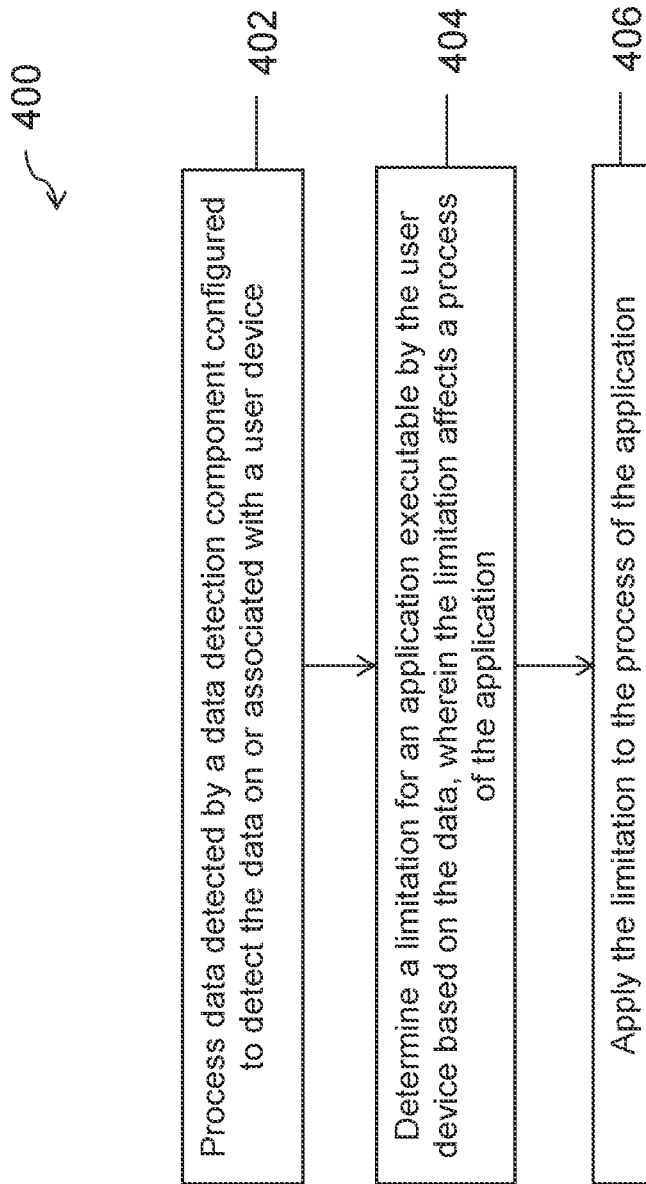 400
Process data detected by a data detection component configured
to detect the data on or associated with a user device
402
Determine a limitation for an application executable by the user
device based on the data, wherein the limitation affects a process
of the application
404
Apply the limitation to the process of the application
406